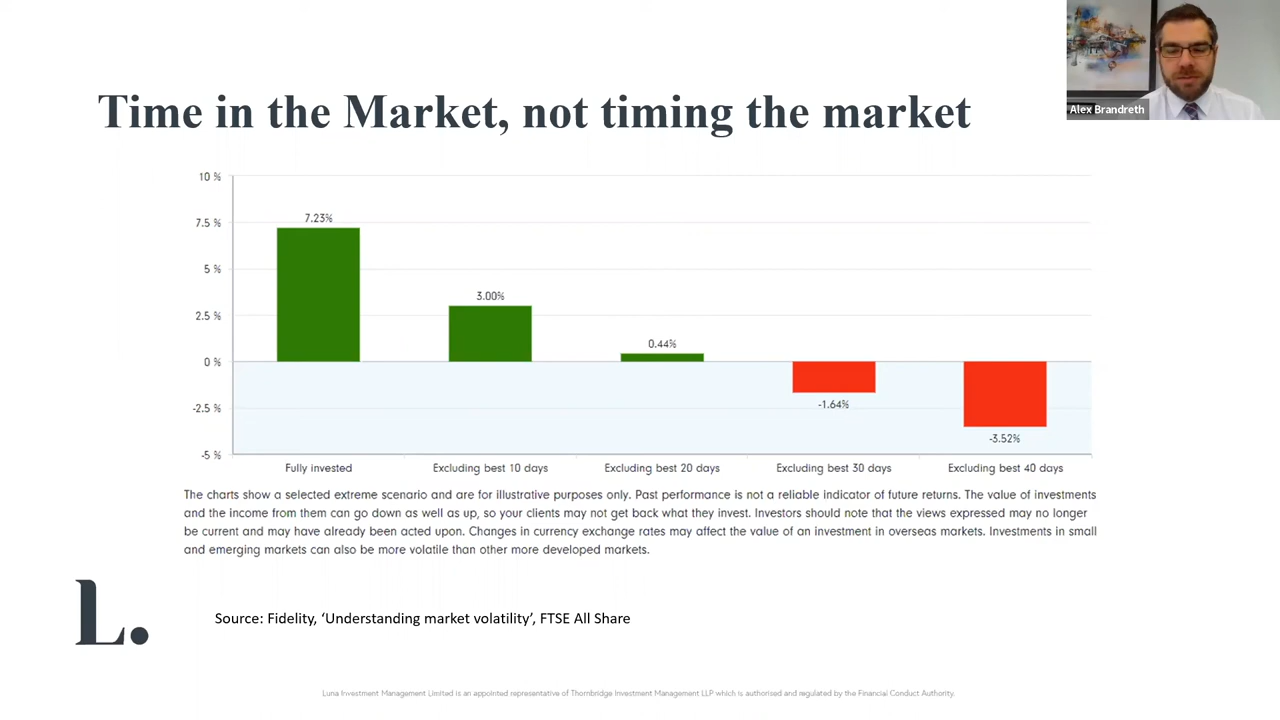 Time in the Market, not timing the market
Alex Brandreth
10 %
7.5 %
5 %
2.5 %
0 %
-2.5 %
-5 %
7.23%
3.00%
0.44%
-1.64%
-3.52%
Fully invested
Excluding best 10 days
Excluding best 20 days
Excluding best 30 days
Excluding best 40 days
The charts show a selected extreme scenario and are for illustrative purposes only. Past performance is not a reliable indicator of future returns. The value of investments
and the income from them can go down as well as up, so your clients may not get back what they invest. Investors should note that the views expressed may no longer
be current and may have already been acted upon. Changes in currency exchange rates may affect the value of an investment in overseas markets. Investments in small
and emerging markets can also be more volatile than other more developed markets.
L.
Source: Fidelity, ‘Understanding market volatility’, FTSE All Share
Luna Investment Management Limited is an appointed representative of Thornbridge Investment Management LLP which is authorised and regulated by the Financial Conduct Authority.